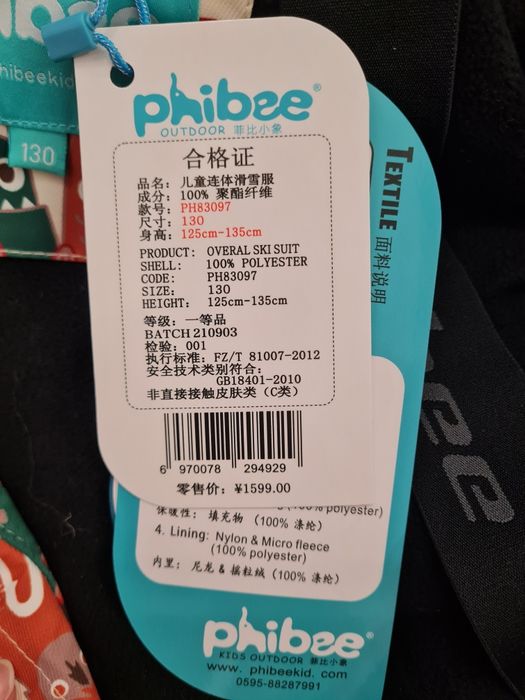 hibeekid
130
phibee®
OUTDOOR 菲比小象
合格证
品名: 儿童连体滑雪服
成分: 100% 聚酯纤维
款号: PH83097
尺寸: 130
身高: 125cm-135cm
PRODUCT: OVERAL SKI SUIT
SHELL: 100% POLYESTER
CODE: PH83097
SIZE: 130
HEIGHT: 125cm-135cm
等级: 一等品
BATCH 210903
检验: 001
执行标准: FZ/T 81007-2012
安全技术类别符合:
GB18401-2010
非直接接触皮肤类 (C类)
6 970078 294929
零售价: ¥1599.00
TEXTILE 面料说明
(100% polyester)
保暖性: 填充物 (100% 涤纶)
4. Lining: Nylon & Micro fleece
(100% polyester)
内里: 尼龙 & 摇粒绒 (100% 涤纶)
phibee®
KIDS OUTDOOR 菲比小象
www.phibeekid.com
0595-88287991